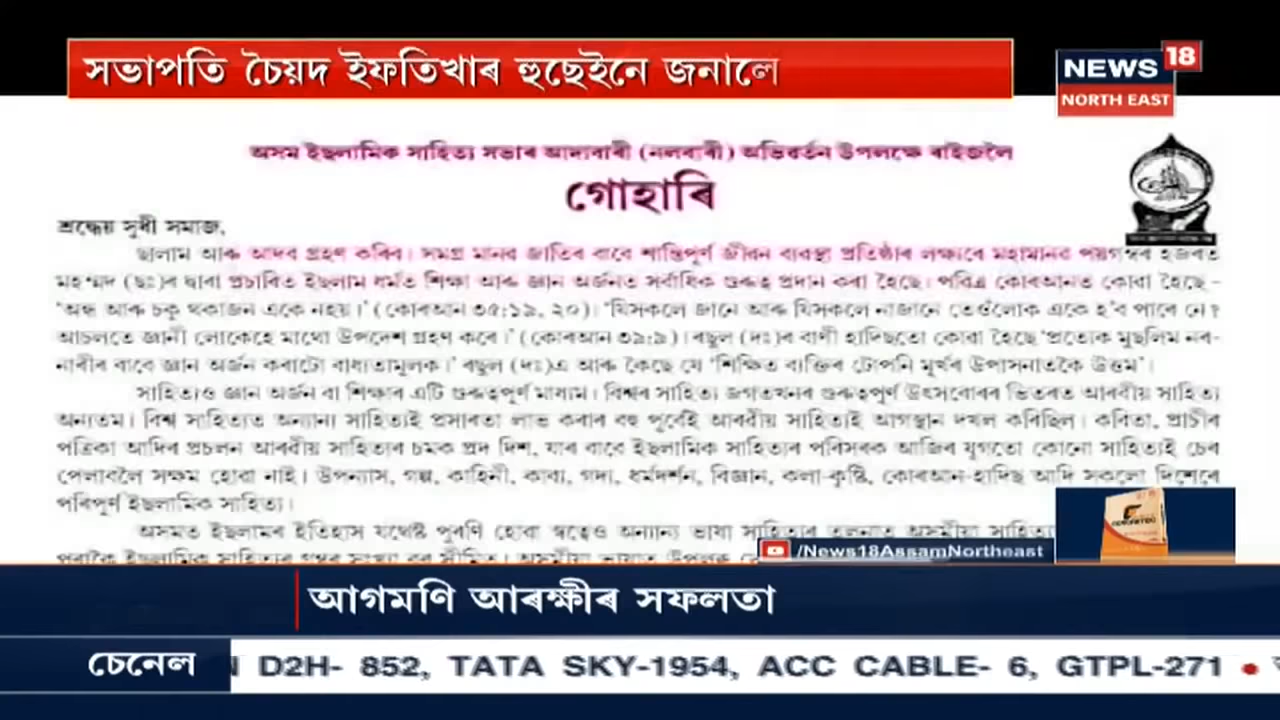 সভাপতি চৈয়দ ইফতিখাৰ হুছেইনে জনালে
NEWS 18
NORTH EAST
অসম ইছলামিক সাহিত্য সভাৰ আদাবাৰী (নলবাৰী) অভিৱৰ্তন উপলক্ষে ৰাইজলৈ
গোহাৰি
শ্ৰদ্ধেয় সুধী সমাজ,
ছালাম আৰু আদৰ গ্ৰহণ কৰিব। সমগ্ৰ মানৱ জাতিৰ বাবে শান্তিপূৰ্ণ জীৱন ব্যৱস্থা প্ৰতিষ্ঠাৰ লক্ষ্যৰে মহামানৱ পয়গম্বৰ হজৰত
মহম্মদ (ছঃ)ৰ দ্বাৰা প্ৰচাৰিত ইছলাম ধৰ্মত শিক্ষা আৰু জ্ঞান অৰ্জনত সৰ্বাধিক গুৰুত্ব প্ৰদান কৰা হৈছে। পবিত্ৰ কোৰআনত কোৱা হৈছে -
‘অন্ধ আৰু চকু থকাজন একে নহয়।’ (কোৰআন ৩৫:১৯, ২০)। ‘যিসকলে জানে আৰু যিসকলে নাজানে তেওঁলোক একে হ’ব পাৰে নে?
আচলতে জ্ঞানী লোকেহে মাথো উপদেশ গ্ৰহণ কৰে।’ (কোৰআন ৩৯:৯)। ৰছুল (দঃ)ৰ বাণী হাদিছতো কোৱা হৈছে ‘প্ৰত্যেক মুছলিম নৰ-
নাৰীৰ বাবে জ্ঞান অৰ্জন কৰাটো বাধ্যতামূলক।’ ৰছুল (দঃ)এ আৰু কৈছে যে ‘শিক্ষিত ব্যক্তিৰ টোপনি মূৰ্খৰ উপাসনাতকৈ উত্তম’।
সাহিত্যও জ্ঞান অৰ্জন বা শিক্ষাৰ এটি গুৰুত্বপূৰ্ণ মাধ্যম। বিশ্বৰ সাহিত্য জগতখনৰ গুৰুত্বপূৰ্ণ উৎসবোৰৰ ভিতৰত আৰবীয় সাহিত্য
অন্যতম। বিশ্ব সাহিত্যত অন্যান্য সাহিত্যই প্ৰসাৰতা লাভ কৰাৰ বহু পূৰ্বেই আৰবীয় সাহিত্যই আগস্থান দখল কৰিছিল। কবিতা, প্ৰাচীৰ
পত্ৰিকা আদিৰ প্ৰচলন আৰবীয় সাহিত্যৰ চমক প্ৰদ দিশ, যাৰ বাবে ইছলামিক সাহিত্যৰ পৰিসৰক আজিৰ যুগতো কোনো সাহিত্যই চেৰ
পেলাবলৈ সক্ষম হোৱা নাই। উপন্যাস, গল্প, কাহিনী, কাব্য, গদ্য, ধৰ্মদৰ্শন, বিজ্ঞান, কলা-কৃষ্টি, কোৰআন-হাদিছ আদি সকলো দিশেৰে
পৰিপূৰ্ণ ইছলামিক সাহিত্য।
অসমত ইছলামৰ ইতিহাস যথেষ্ট পুৰণি হোৱা স্বত্বেও অন্যান্য ভাষা সাহিত্যৰ তুলনাত অসমীয়া
/News18AssamNortheast
আগমণি আৰক্ষীৰ সফলতা
চেনেল
D2H- 852, TATA SKY-1954, ACC CABLE- 6, GTPL-271 •